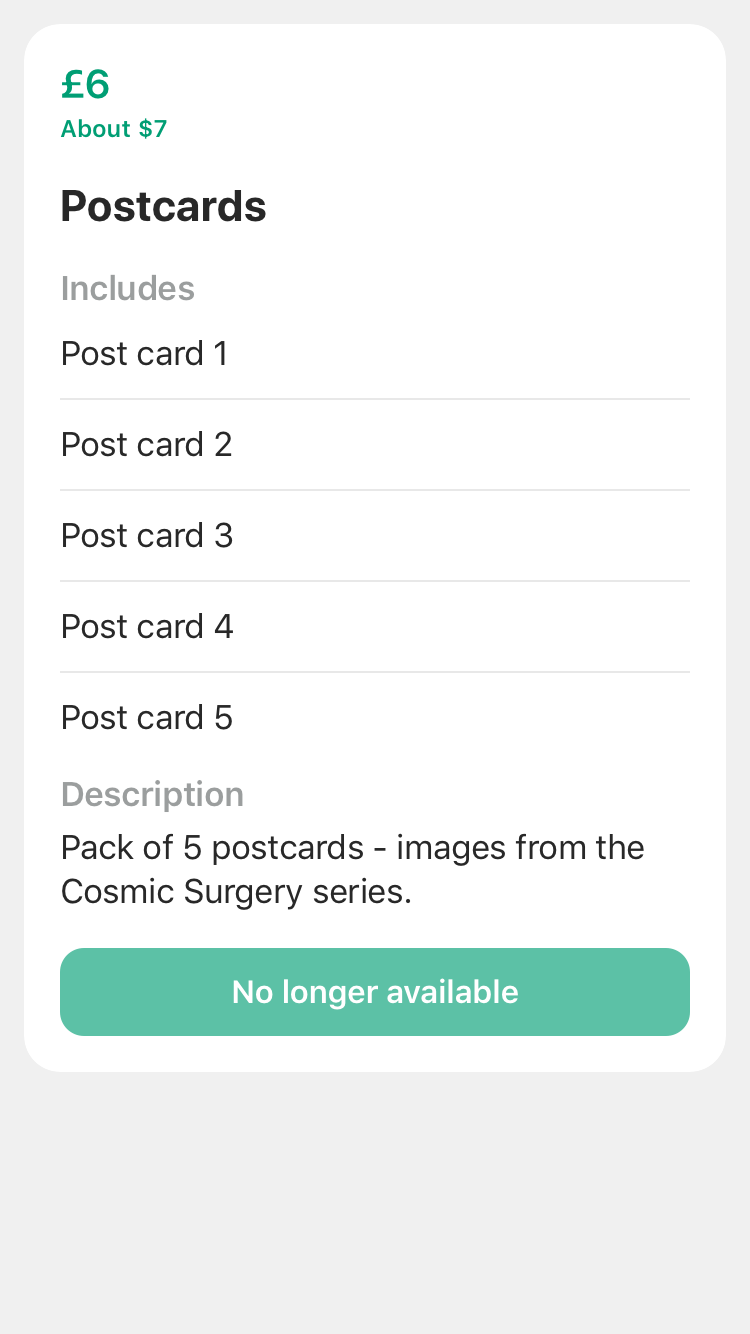 £6
About $7
Postcards
Includes
Post card 1
Post card 2
Post card 3
Post card 4
Post card 5
Description
Pack of 5 postcards - images from the
Cosmic Surgery series.
No longer available